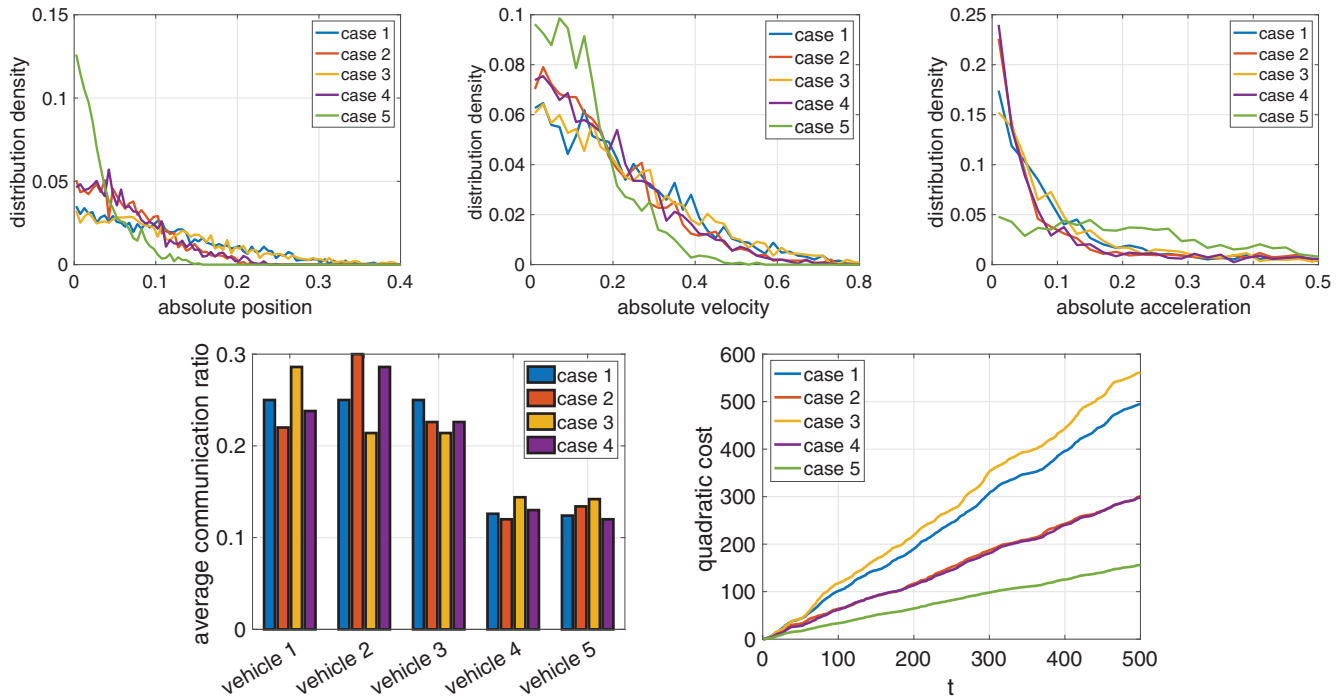 distribution density
0.15
0.1
0.05
0
0
0.1
0.2
0.3
0.4
absolute position
case 1
case 2
case 3
case 4
case 5
distribution density
0.1
0.08
0.06
0.04
0.02
0
0
0.2
0.4
0.6
0.8
absolute velocity
case 1
case 2
case 3
case 4
case 5
distribution density
0.25
0.2
0.15
0.1
0.05
0
0
0.1
0.2
0.3
0.4
0.5
absolute acceleration
case 1
case 2
case 3
case 4
case 5
average communication ratio
0.3
0.2
0.1
0
vehicle 1
vehicle 2
vehicle 3
vehicle 4
vehicle 5
case 1
case 2
case 3
case 4
quadratic cost
600
500
400
300
200
100
0
0
100
200
300
400
500
t
case 1
case 2
case 3
case 4
case 5